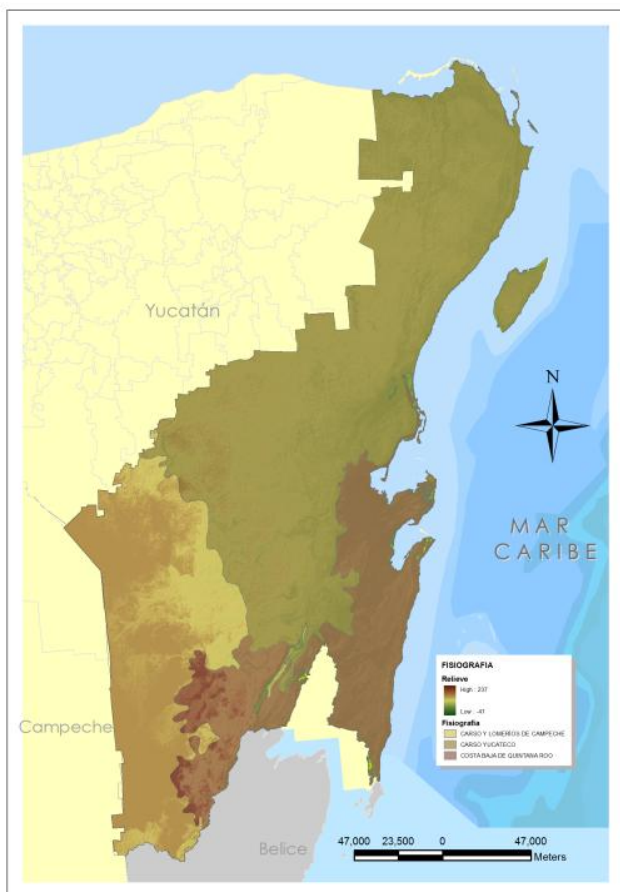 Yucatán
N
MAR
CARIBE
FISIOGRAFIA
Relieve
High : 237
Low : -41
Fisiografia
CARSO Y LOMERÍOS DE CAMPECHE
CARSO YUCATECO
COSTA BAJA DE QUINTANA ROO
Campeche
Belice
47,000 23,500 0 47,000
Meters